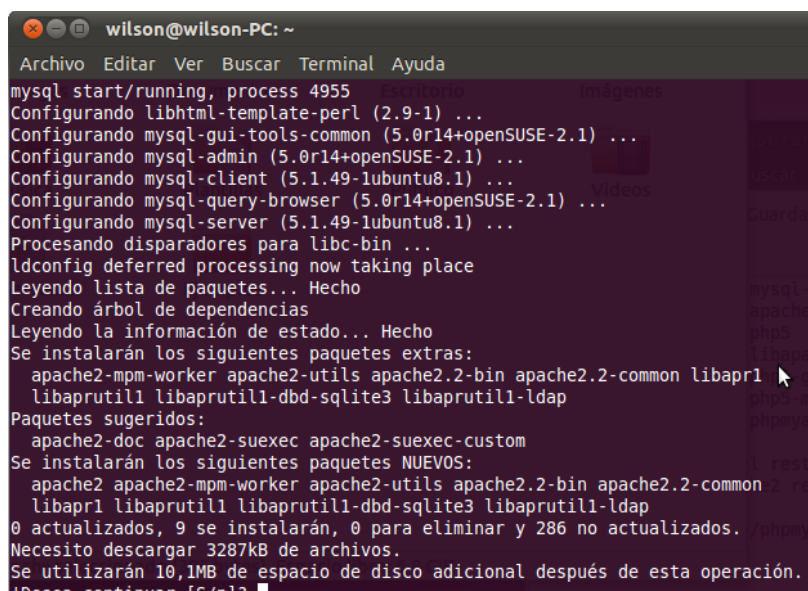 wilson@wilson-PC: ~
Archivo Editar Ver Buscar Terminal Ayuda
mysql start/running, process 4955
Configurando libhtml-template-perl (2.9-1) ...
Configurando mysql-gui-tools-common (5.0r14+openSUSE-2.1) ...
Configurando mysql-admin (5.0r14+openSUSE-2.1) ...
Configurando mysql-client (5.1.49-1ubuntu8.1) ...
Configurando mysql-query-browser (5.0r14+openSUSE-2.1) ...
Configurando mysql-server (5.1.49-1ubuntu8.1) ...
Procesando disparadores para libc-bin ...
ldconfig deferred processing now taking place
Leyendo lista de paquetes... Hecho
Creando árbol de dependencias
Leyendo la información de estado... Hecho
Se instalarán los siguientes paquetes extras:
apache2-mpm-worker apache2-utils apache2.2-bin apache2.2-common libapr1
libaprutil1 libaprutil1-dbd-sqlite3 libaprutil1-ldap
Paquetes sugeridos:
apache2-doc apache2-suexec apache2-suexec-custom
Se instalarán los siguientes paquetes NUEVOS:
apache2 apache2-mpm-worker apache2-utils apache2.2-bin apache2.2-common
libapr1 libaprutil1 libaprutil1-dbd-sqlite3 libaprutil1-ldap
0 actualizados, 9 se instalarán, 0 para eliminar y 286 no actualizados.
Necesito descargar 3287kB de archivos.
Se utilizarán 10,1MB de espacio de disco adicional después de esta operación.
¿Desea continuar [S/n]?
Escritorio
Imágenes
Vídeos